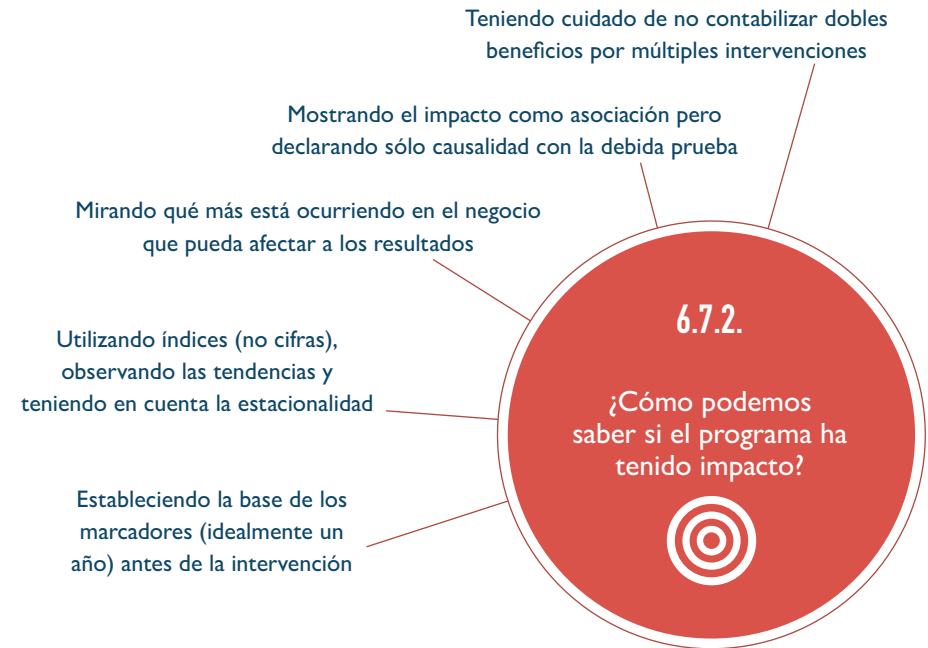 Teniendo cuidado de no contabilizar dobles
beneficios por múltiples intervenciones
Mostrando el impacto como asociación pero
declarando sólo causalidad con la debida prueba
Mirando qué más está ocurriendo en el negocio
que pueda afectar a los resultados
Utilizando índices (no cifras),
observando las tendencias y
teniendo en cuenta la estacionalidad
Estableciendo la base de los
marcadores (idealmente un
año) antes de la intervención
6.7.2.
¿Cómo podemos
saber si el programa ha
tenido impacto?